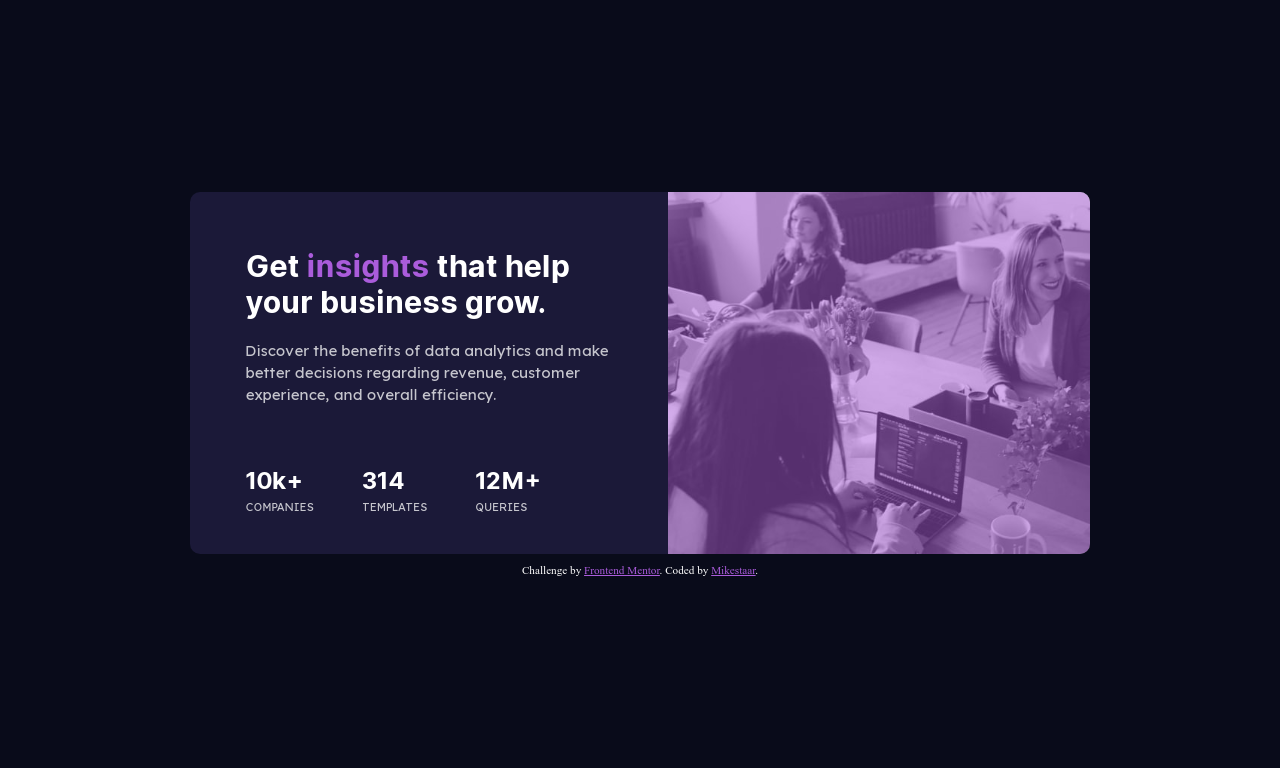 Get insights that help
your business grow.
Discover the benefits of data analytics and make
better decisions regarding revenue, customer
experience, and overall efficiency.
10k+ 314 12M+
COMPANIES TEMPLATES QUERIES
Challenge by Frontend Mentor. Coded by Mikestaar.